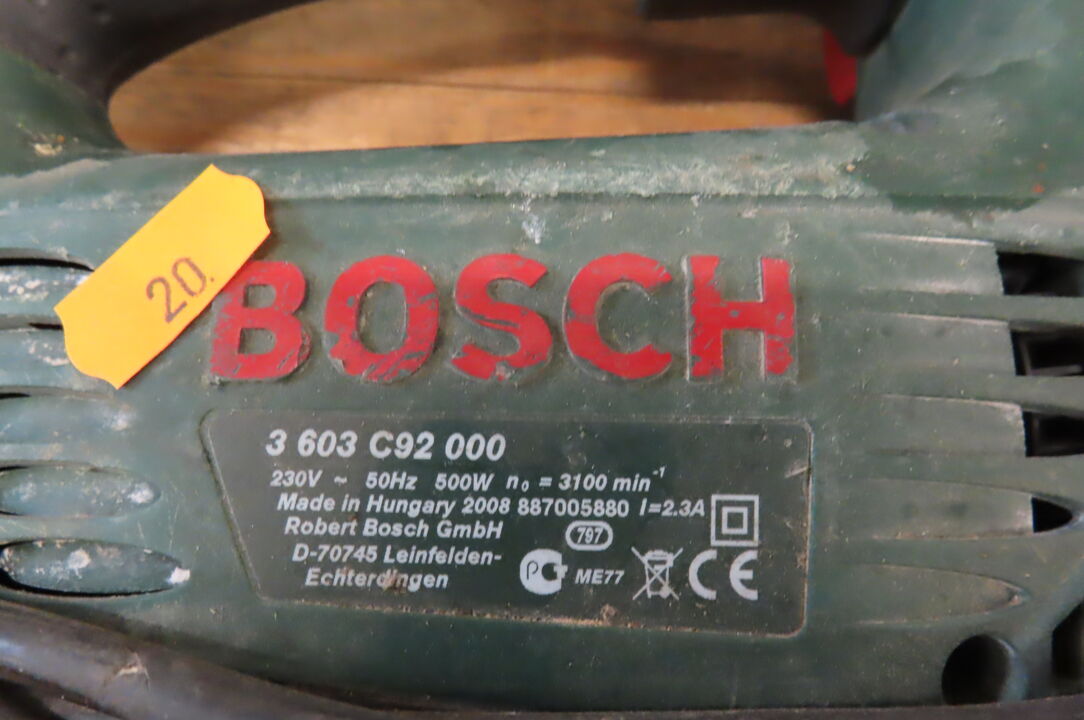 20.
BOSCH
3 603 C92 000
230V ~ 50Hz 500W n₀ = 3100 min⁻¹
Made in Hungary 2008 887005880 I=2.3A
Robert Bosch GmbH
797
D-70745 Leinfelden-
Echterdingen
PCT ME77 CE